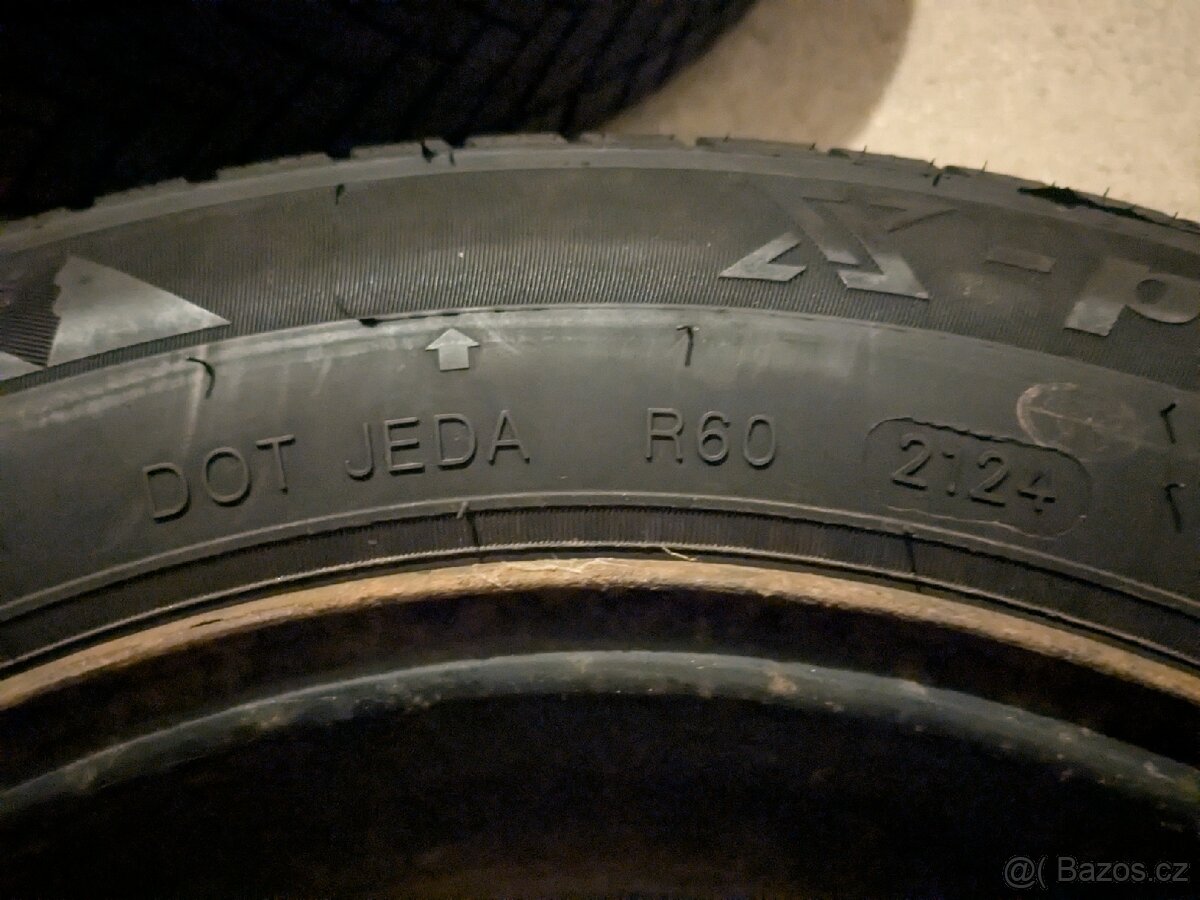 -p
DOT JEDA R60 2124
@( Bazos.cz